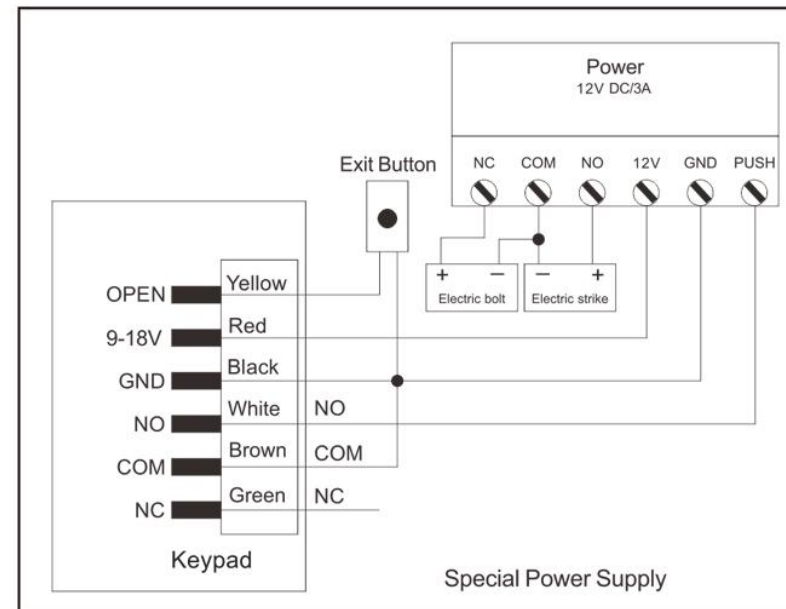 Power
12V DC/3A
NC COM NO 12V GND PUSH
Exit Button
+ − − +
Electric bolt Electric strike
OPEN Yellow
9-18V Red
GND Black
NO White NO
COM Brown COM
NC Green NC
Keypad
Special Power Supply